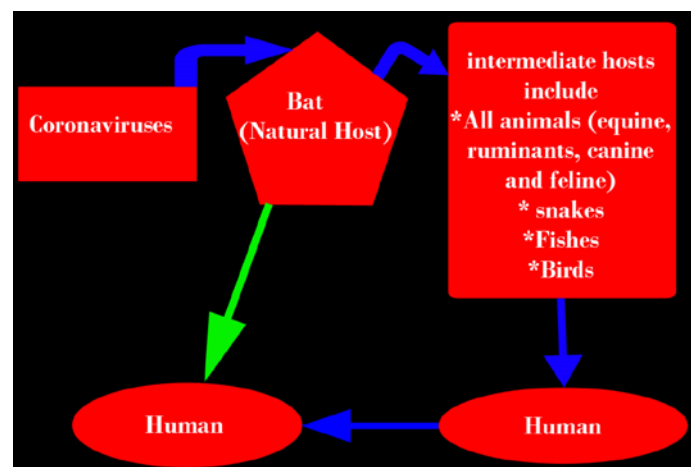 Coronaviruses
Bat
(Natural Host)
intermediate hosts
include
*All animals (equine,
ruminants, canine
and feline)
* snakes
*Fishes
*Birds
Human
Human